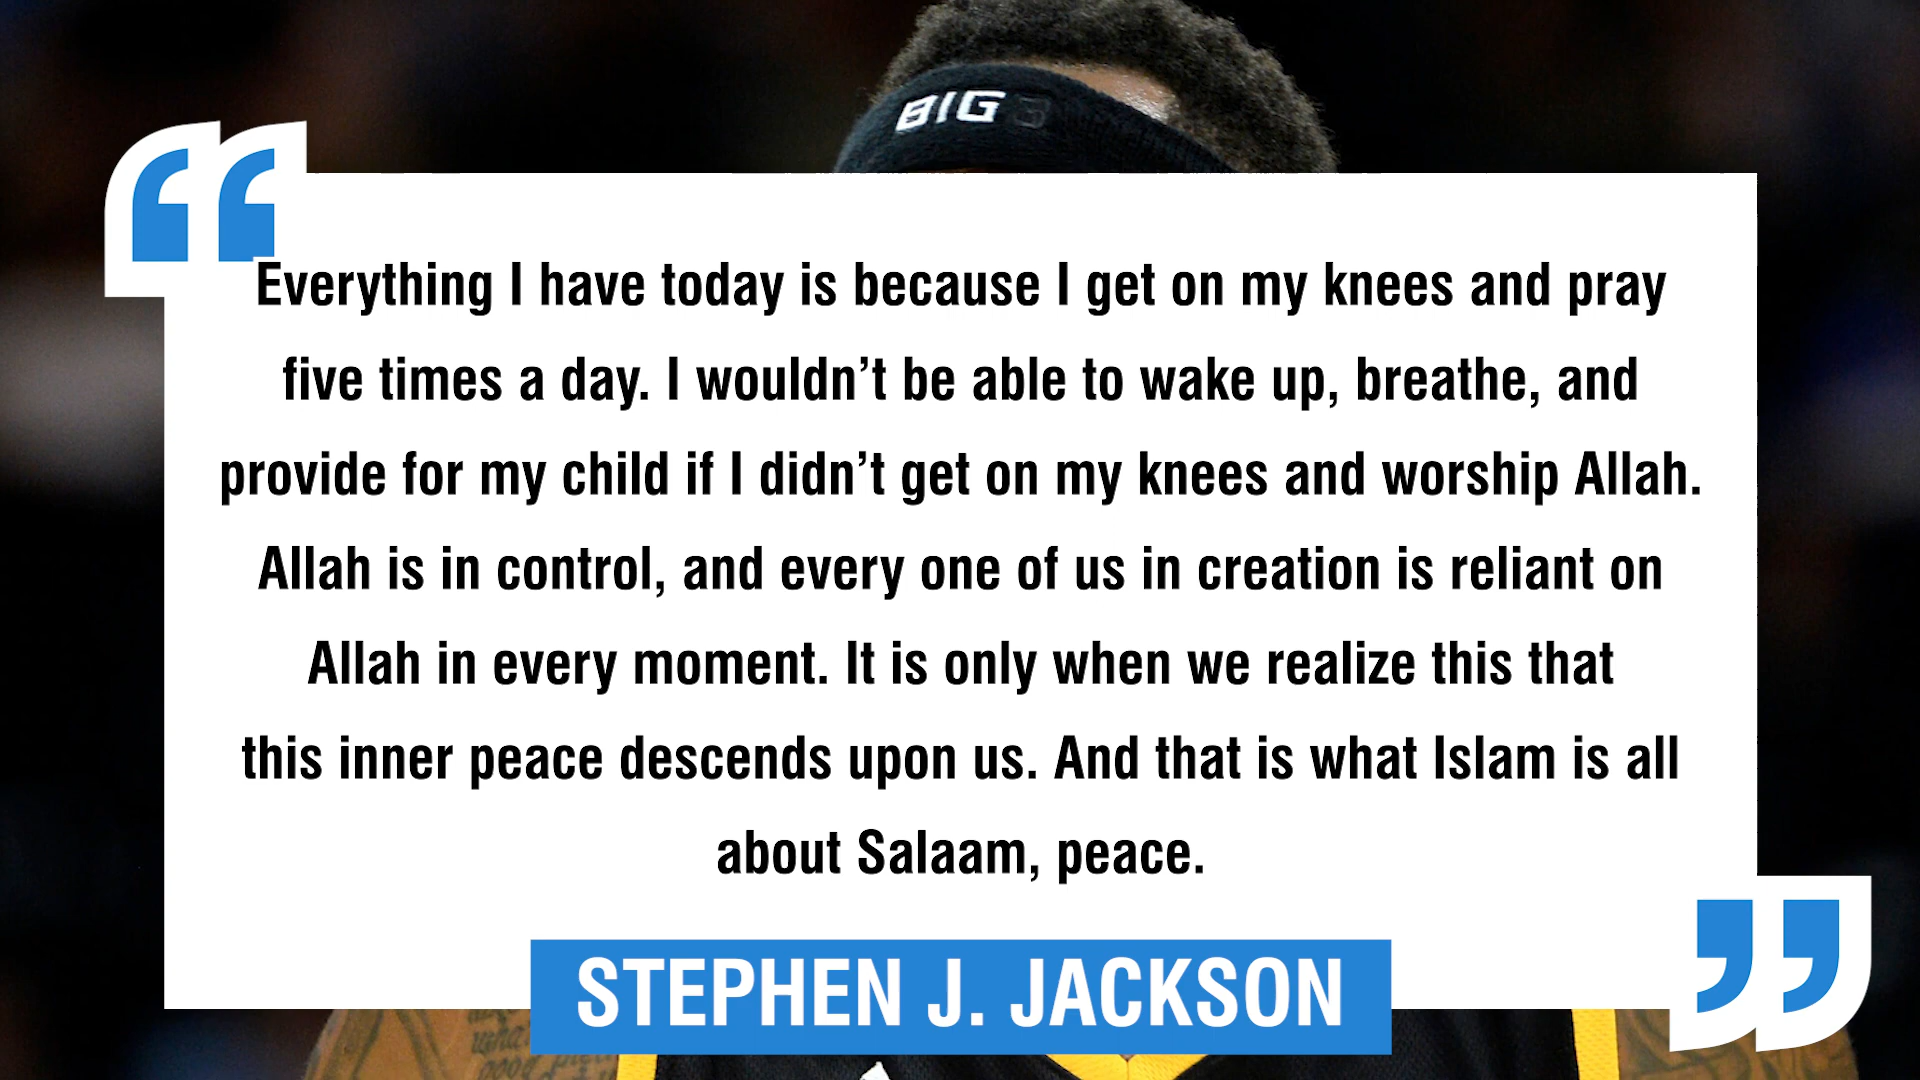 BIG3
Everything I have today is because I get on my knees and pray
five times a day. I wouldn’t be able to wake up, breathe, and
provide for my child if I didn’t get on my knees and worship Allah.
Allah is in control, and every one of us in creation is reliant on
Allah in every moment. It is only when we realize this that
this inner peace descends upon us. And that is what Islam is all
about Salaam, peace.
STEPHEN J. JACKSON